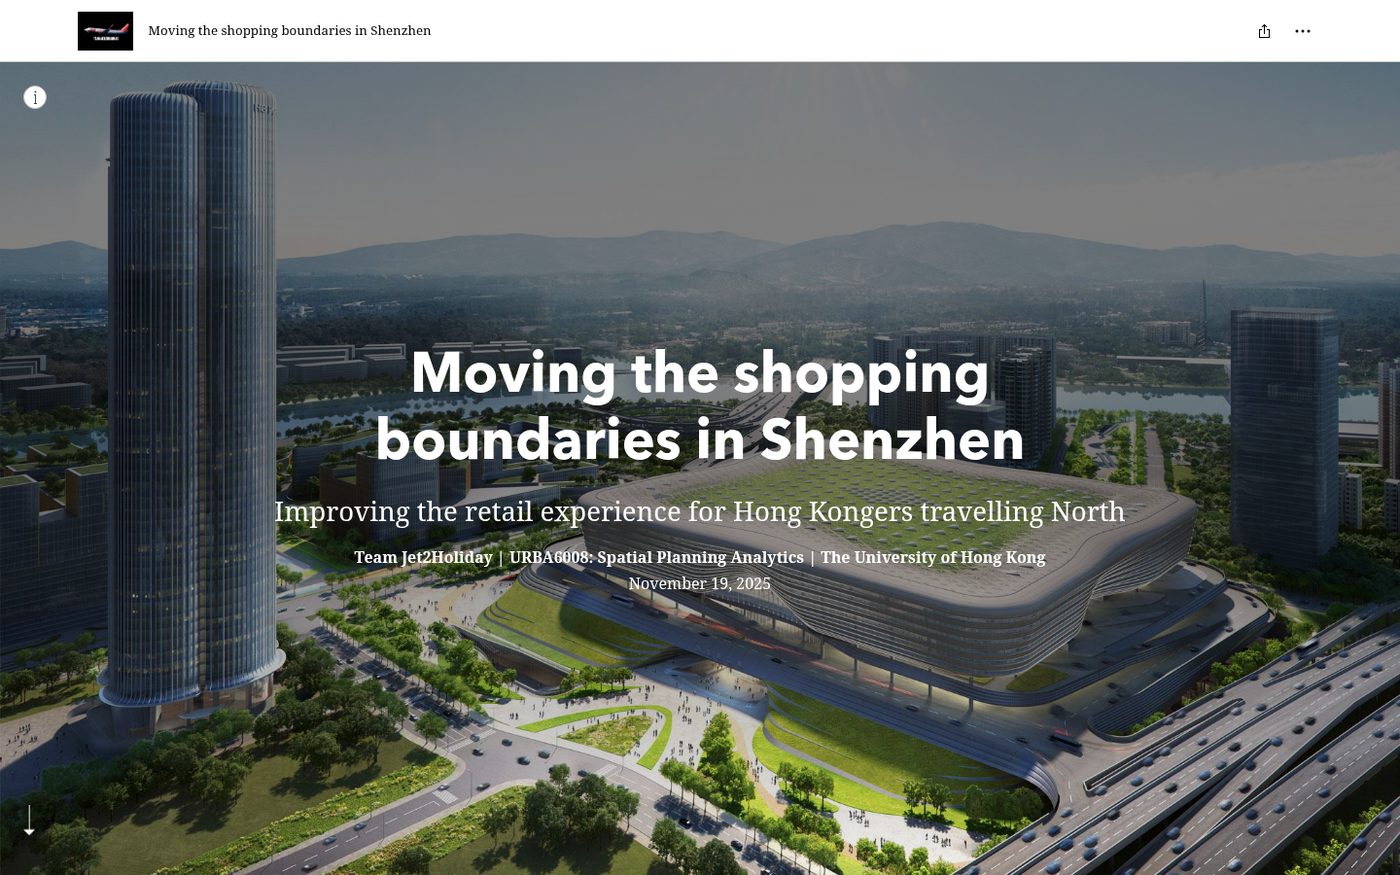 Moving the shopping boundaries in Shenzhen
Moving the shopping
boundaries in Shenzhen
Improving the retail experience for Hong Kongers travelling North
Team Jet2Holiday | URBA6008: Spatial Planning Analytics | The University of Hong Kong
November 19, 2025